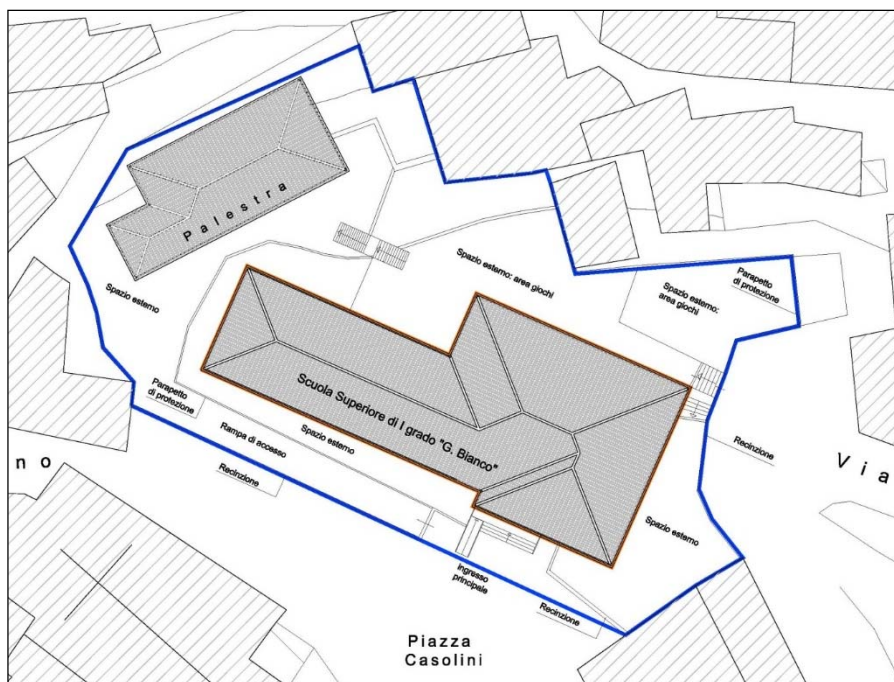 Palestra
Spazio esterno: area giochi
Parapetto
di protezione
Spazio esterno:
area giochi
Spazio esterno
Scuola Superiore di I grado "G. Bianco"
Parapetto
di protezione
Rampa di accesso
Spazio esterno
Recinzione
Recinzione
no
Via
Spazio esterno
Ingresso
principale
Recinzione
Piazza
Casolini